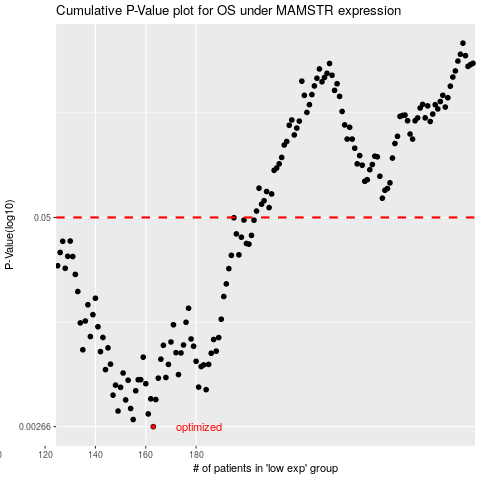 Cumulative P-Value plot for OS under MAMSTR expression
P-Value(log10)
0.05
0.00266
optimized
0 120 140 160 180
# of patients in 'low exp' group